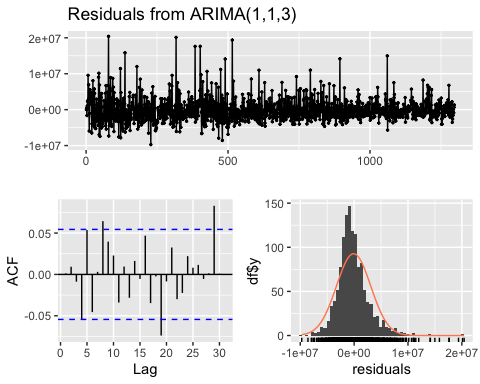 Residuals from ARIMA(1,1,3)
2e+07
1e+07
0e+00
-1e+07
0 500 1000
ACF
0.05
0.00
-0.05
0 5 10 15 20 25 30
Lag
df$y
150
100
50
0
-1e+07 0e+00 1e+07 2e+07
residuals